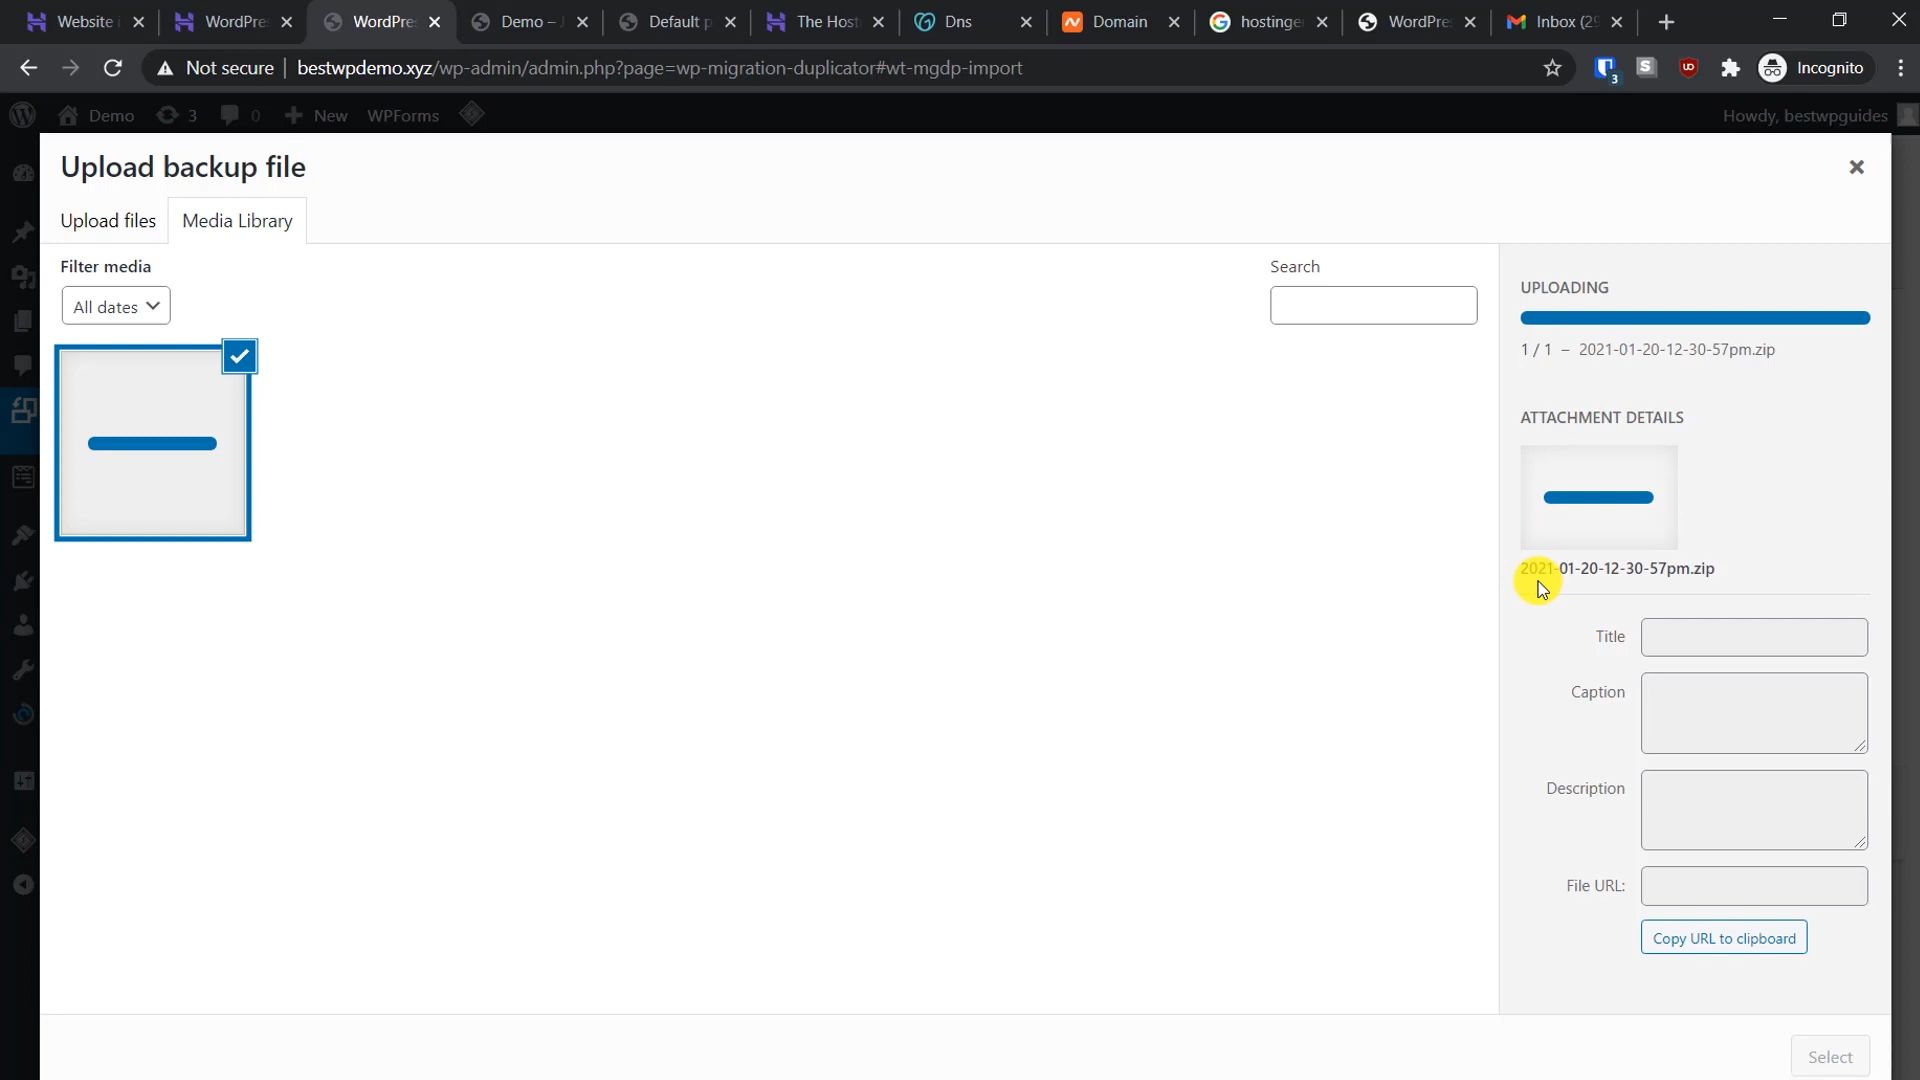 Website i
WordPre
WordPre
Demo – J
Default p
The Host
Dns
Domain
hostinge
WordPre
Inbox (29
Not secure | bestwpdemo.xyz/wp-admin/admin.php?page=wp-migration-duplicator#wt-mgdp-import
3
Incognito
Demo
3
0
New
WPForms
Howdy, bestwpguides
Upload backup file
Upload files
Media Library
Filter media
All dates
Search
UPLOADING
1 / 1 – 2021-01-20-12-30-57pm.zip
ATTACHMENT DETAILS
2021-01-20-12-30-57pm.zip
Title
Caption
Description
File URL:
Copy URL to clipboard
Select